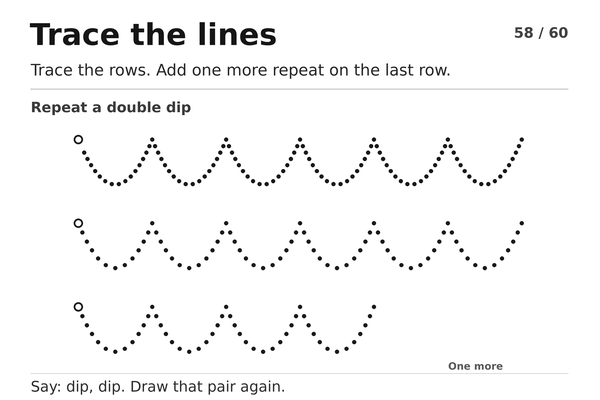 Trace the lines
58 / 60
Trace the rows. Add one more repeat on the last row.
Repeat a double dip
One more
Say: dip, dip. Draw that pair again.